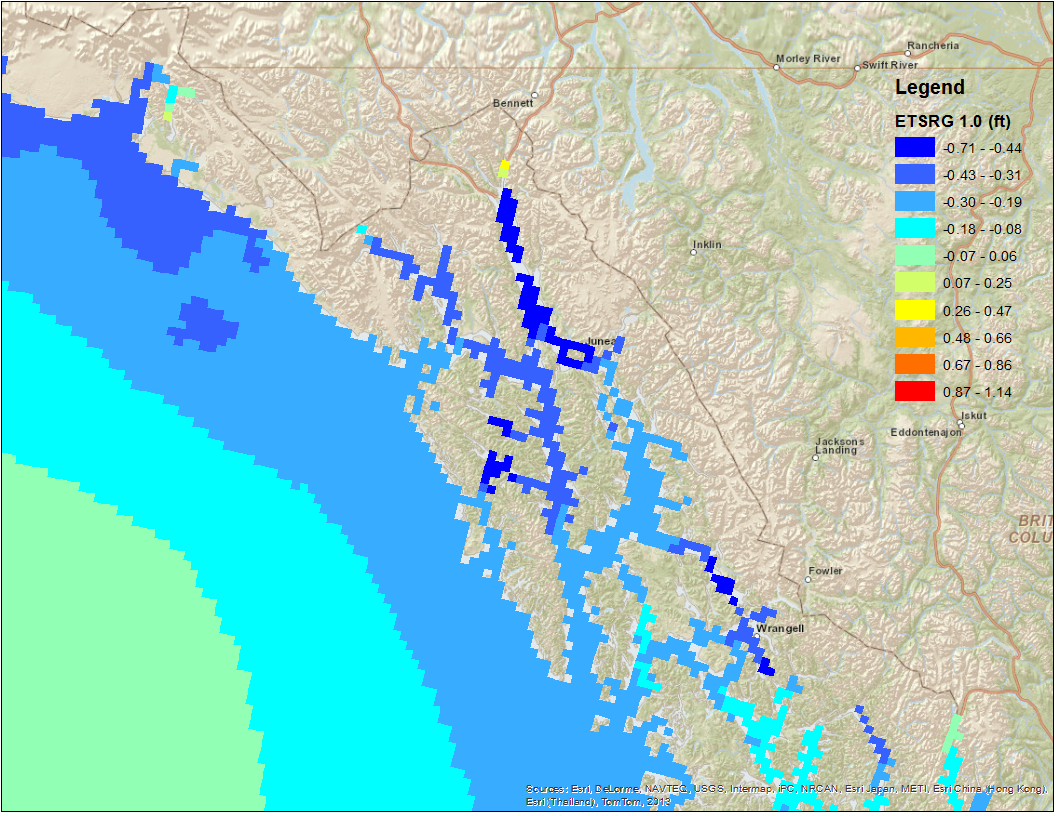 Rancheria
Morley River
Swift River
Legend
Bennett
ETSRG 1.0 (ft)
-0.71 - -0.44
-0.43 - -0.31
-0.30 - -0.19
-0.18 - -0.08
-0.07 - 0.06
0.07 - 0.25
0.26 - 0.47
0.48 - 0.66
0.67 - 0.86
0.87 - 1.14
Inklin
Iskut
Eddontenajon
Jacksons
Landing
BRIT
COLU
Fowler
Wrangell
Sources: Esri, DeLorme, NAVTEQ, USGS, Intermap, iPC, NRCAN, Esri Japan, METI, Esri China (Hong Kong),
Esri (Thailand), TomTom, 2013